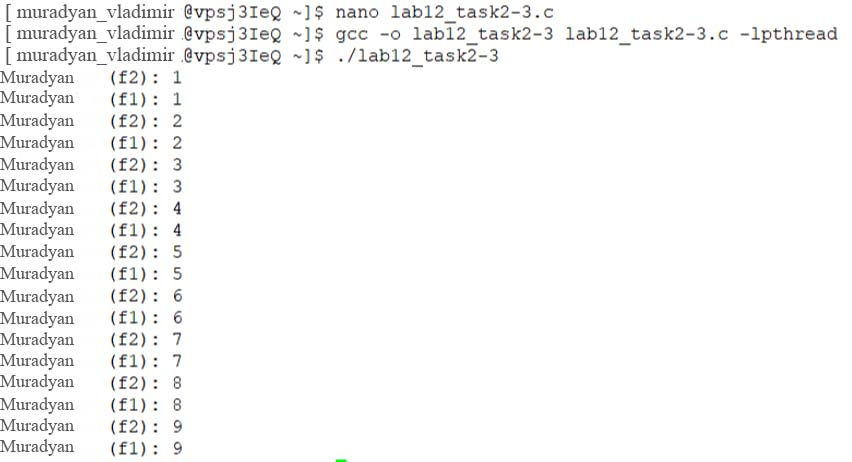 [ muradyan_vladimir @vpsj3IeQ ~]$ nano lab12_task2-3.c
[ muradyan_vladimir @vpsj3IeQ ~]$ gcc -o lab12_task2-3 lab12_task2-3.c -lpthread
[ muradyan_vladimir @vpsj3IeQ ~]$ ./lab12_task2-3
Muradyan (f2): 1
Muradyan (f1): 1
Muradyan (f2): 2
Muradyan (f1): 2
Muradyan (f2): 3
Muradyan (f1): 3
Muradyan (f2): 4
Muradyan (f1): 4
Muradyan (f2): 5
Muradyan (f1): 5
Muradyan (f2): 6
Muradyan (f1): 6
Muradyan (f2): 7
Muradyan (f1): 7
Muradyan (f2): 8
Muradyan (f1): 8
Muradyan (f2): 9
Muradyan (f1): 9